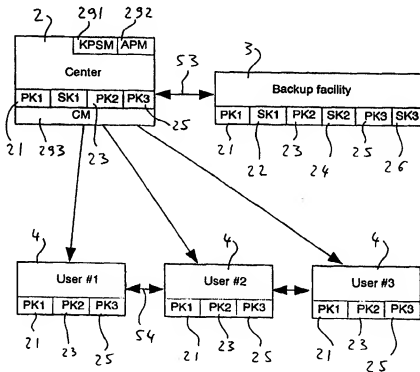 2 291 292
KPSM APM
Center
53
3
Backup facility
PK1 SK1 PK2 PK3
PK1 SK1 PK2 SK2 PK3 SK3
CM
21 293 23 25
21 22 23 24 25 26
4 4 4
User #1 User #2 User #3
PK1 PK2 PK3
PK1 PK2 PK3
PK1 PK2 PK3
54
21 23 25
21 23 25
21 23 25